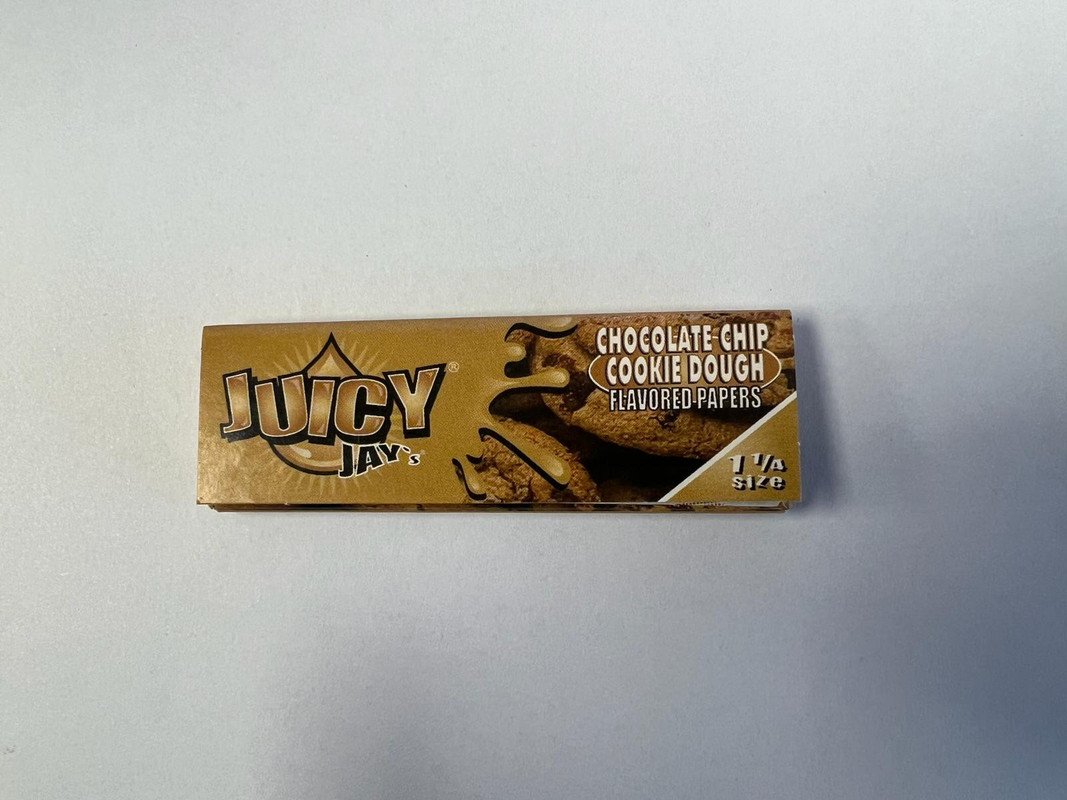 JUICY®
JAY's
CHOCOLATE CHIP
COOKIE DOUGH
FLAVORED PAPERS
1 1/4
size